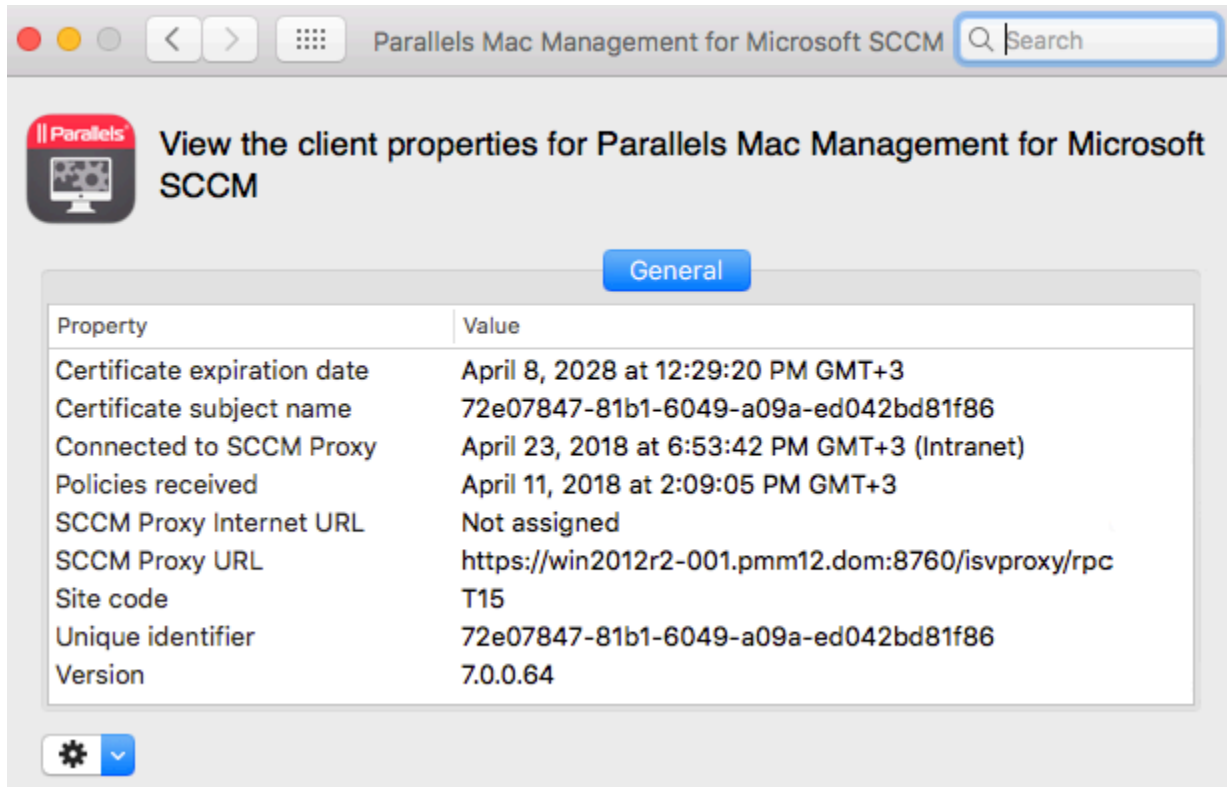 Parallels Mac Management for Microsoft SCCM
Search
|| Parallels®
View the client properties for Parallels Mac Management for Microsoft
SCCM
General
Property Value
Certificate expiration date April 8, 2028 at 12:29:20 PM GMT+3
Certificate subject name 72e07847-81b1-6049-a09a-ed042bd81f86
Connected to SCCM Proxy April 23, 2018 at 6:53:42 PM GMT+3 (Intranet)
Policies received April 11, 2018 at 2:09:05 PM GMT+3
SCCM Proxy Internet URL Not assigned
SCCM Proxy URL https://win2012r2-001.pmm12.dom:8760/isvproxy/rpc
Site code T15
Unique identifier 72e07847-81b1-6049-a09a-ed042bd81f86
Version 7.0.0.64